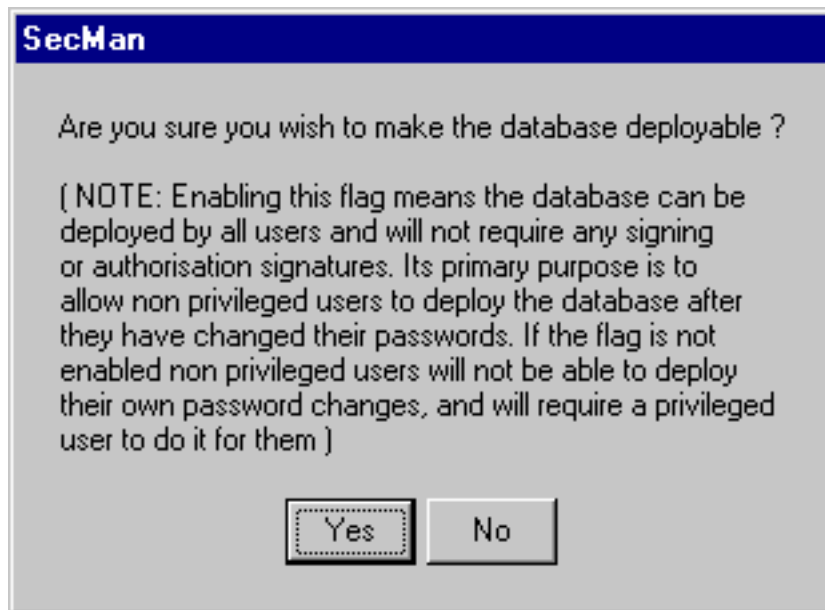 SecMan
Are you sure you wish to make the database deployable ?
( NOTE: Enabling this flag means the database can be
deployed by all users and will not require any signing
or authorisation signatures. Its primary purpose is to
allow non privileged users to deploy the database after
they have changed their passwords. If the flag is not
enabled non privileged users will not be able to deploy
their own password changes, and will require a privileged
user to do it for them )
Yes
No